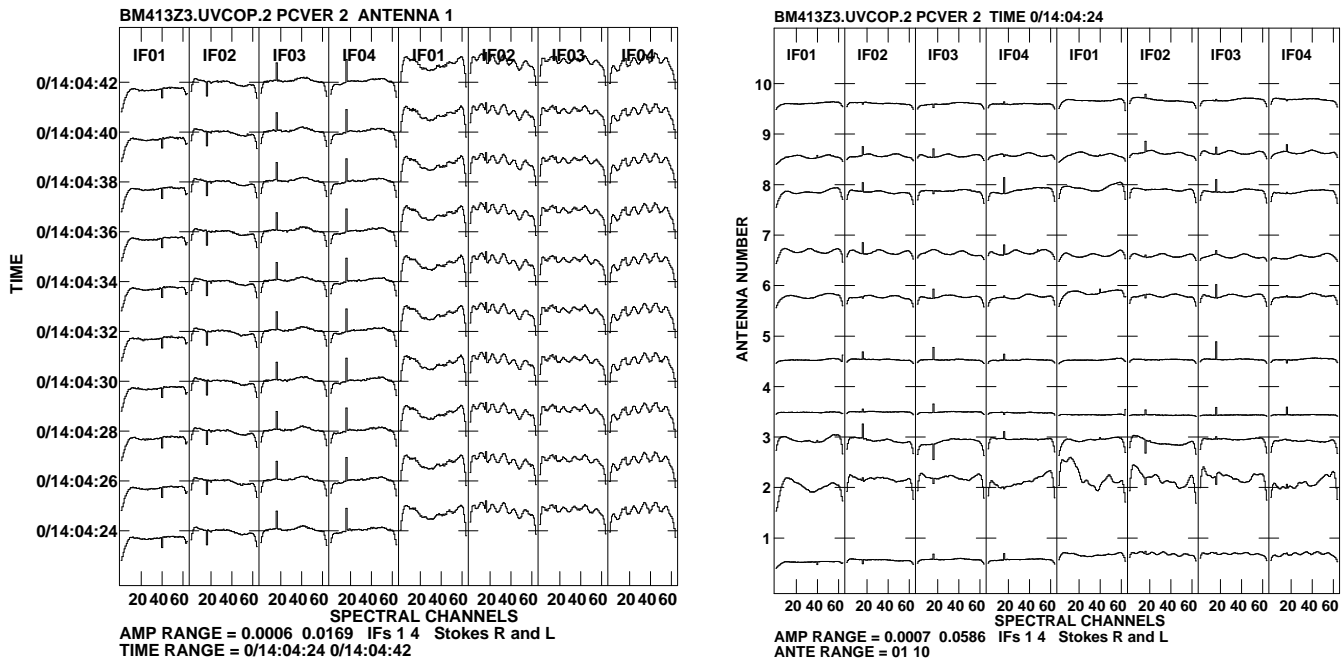 BM413Z3.UVCOP.2 PCVER 2 ANTENNA 1
IF01 IF02 IF03 IF04 IF01 IF02 IF03 IF04
0/14:04:42
0/14:04:40
0/14:04:38
0/14:04:36
0/14:04:34
0/14:04:32
0/14:04:30
0/14:04:28
0/14:04:26
0/14:04:24
TIME
20 40 60 20 40 60 20 40 60 20 40 60 20 40 60 20 40 60 20 40 60 20 40 60
SPECTRAL CHANNELS
AMP RANGE = 0.0006 0.0169 IFs 1 4 Stokes R and L
TIME RANGE = 0/14:04:24 0/14:04:42
BM413Z3.UVCOP.2 PCVER 2 TIME 0/14:04:24
IF01 IF02 IF03 IF04 IF01 IF02 IF03 IF04
10
9
8
7
6
5
4
3
2
1
ANTENNA NUMBER
20 40 60 20 40 60 20 40 60 20 40 60 20 40 60 20 40 60 20 40 60 20 40 60
SPECTRAL CHANNELS
AMP RANGE = 0.0007 0.0586 IFs 1 4 Stokes R and L
ANTE RANGE = 01 10